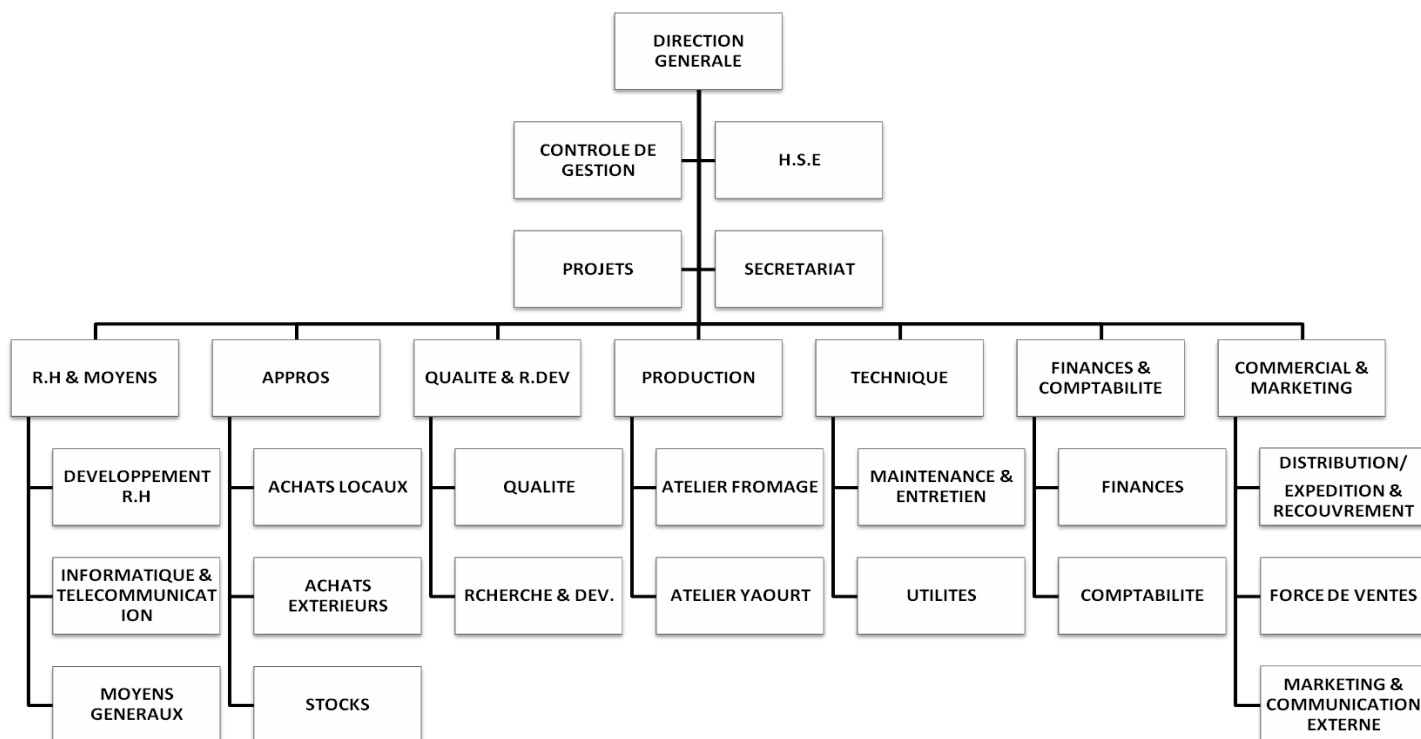 DIRECTION
GENERALE
CONTROLE DE
GESTION
H.S.E
PROJETS
SECRETARIAT
R.H & MOYENS
APPROS
QUALITE & R.DEV
PRODUCTION
TECHNIQUE
FINANCES &
COMPTABILITE
COMMERCIAL &
MARKETING
DEVELOPPEMENT
R.H
ACHATS LOCAUX
QUALITE
ATELIER FROMAGE
MAINTENANCE &
ENTRETIEN
FINANCES
DISTRIBUTION/
EXPEDITION &
RECOUVREMENT
INFORMATIQUE &
TELECOMMUNICAT
ION
ACHATS
EXTERIEURS
RCHERCHE & DEV.
ATELIER YAOURT
UTILITES
COMPTABILITE
FORCE DE VENTES
MOYENS
GENERAUX
STOCKS
MARKETING &
COMMUNICATION
EXTERNE